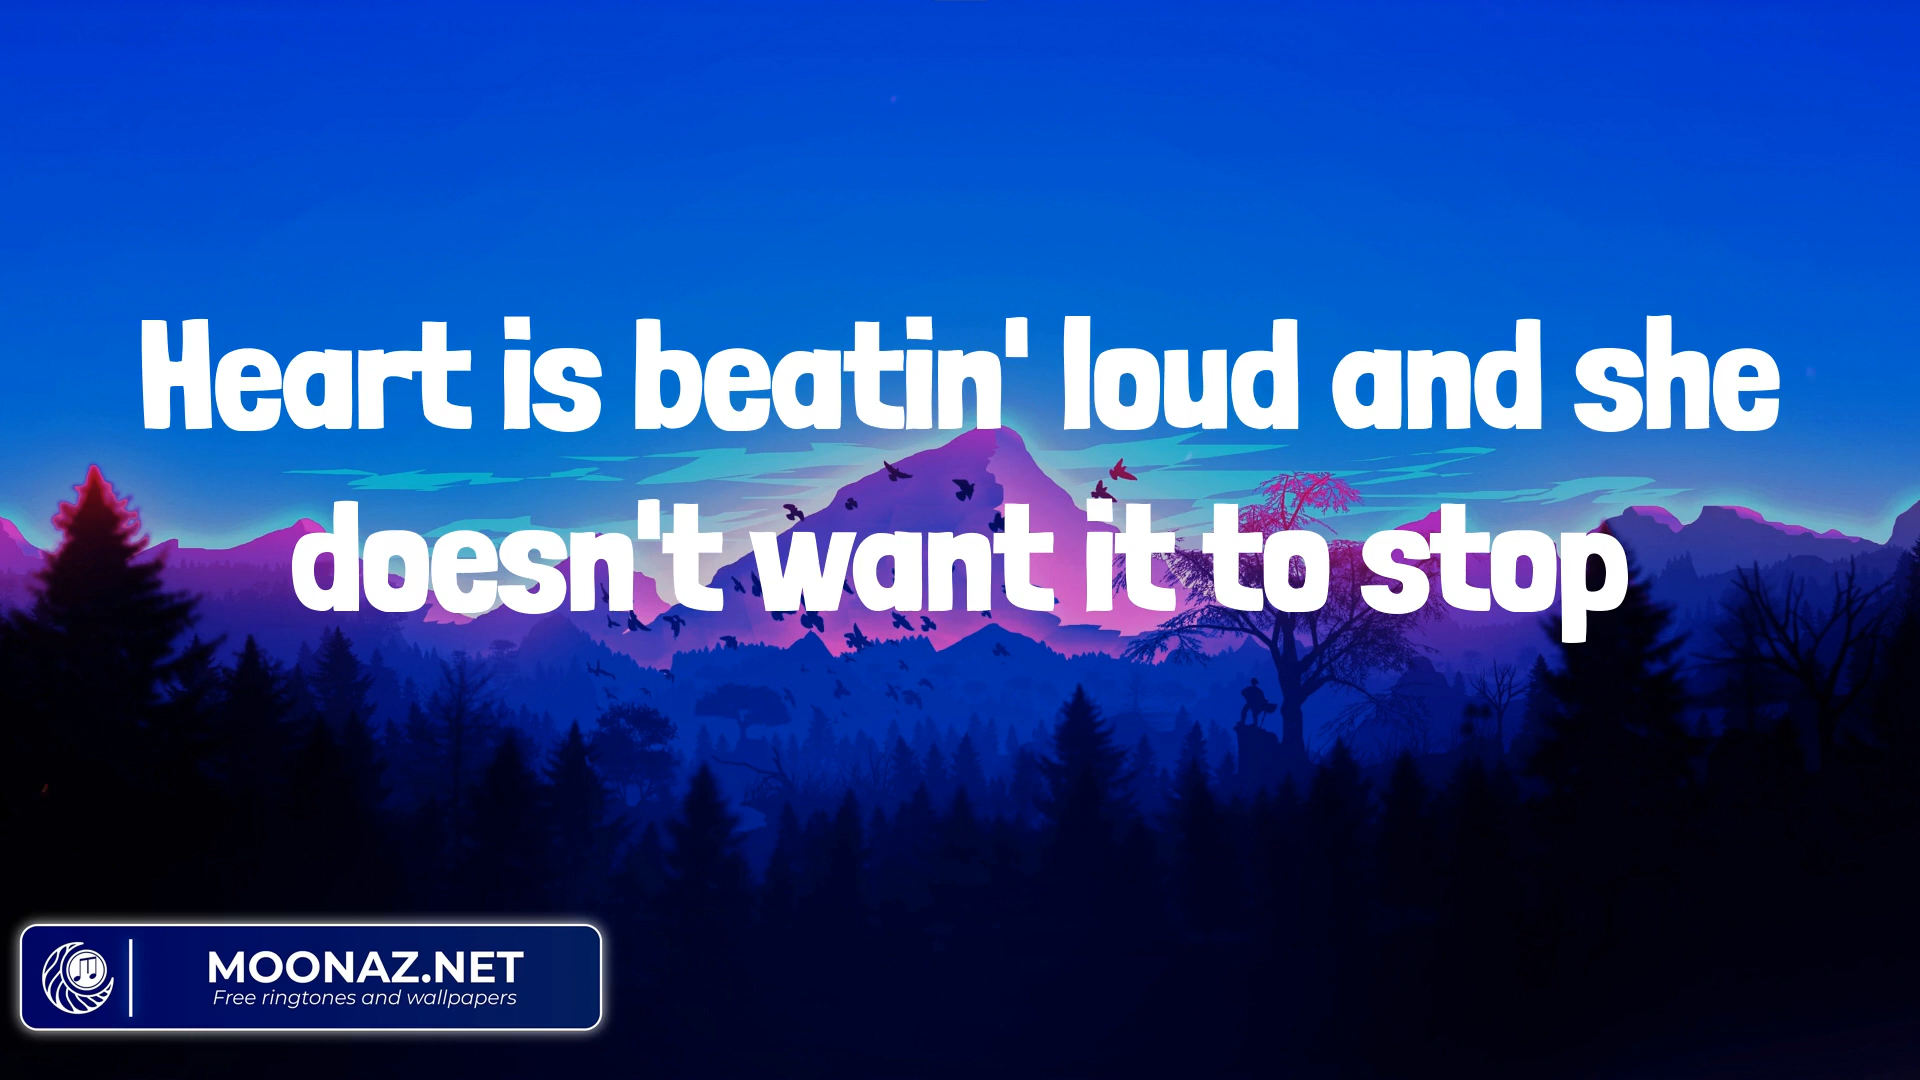 Heart is beatin' loud and she
doesn't want it to stop
MOONAZ.NET
Free ringtones and wallpapers